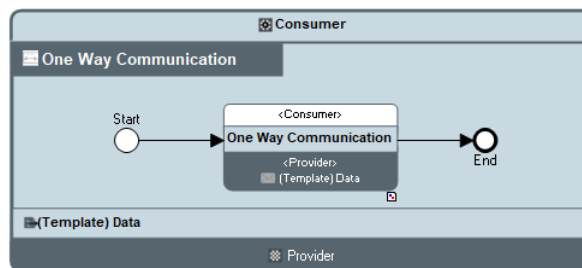 Consumer
One Way Communication
Start
<Consumer>
One Way Communication
<Provider>
(Template) Data
End
(Template) Data
Provider